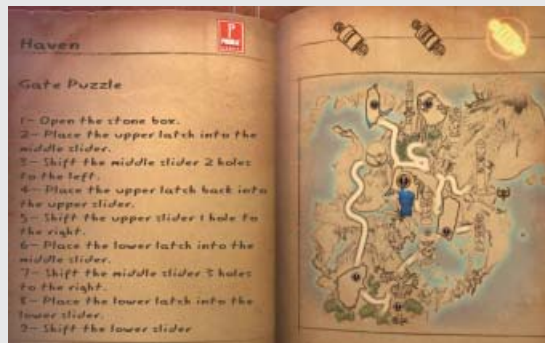 Haven
Gate Puzzle
1- Open the stone box.
2- Place the upper latch into the
middle slider.
3- Shift the middle slider 2 holes
to the left.
4- Place the upper latch back into
the upper slider.
5- Shift the upper slider 1 hole to
the right.
6- Place the lower latch into the
middle slider.
7- Shift the middle slider 3 holes
to the right.
8- Place the lower latch into the
lower slider.
9- Shift the lower slider